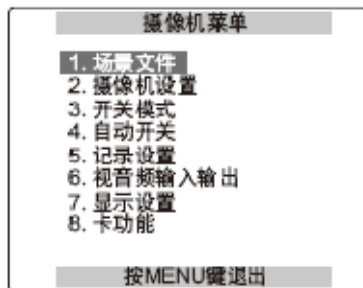 摄像机菜单
1. 场景文件
2. 摄像机设置
3. 开关模式
4. 自动开关
5. 记录设置
6. 视音频输入输出
7. 显示设置
8. 卡功能
按MENU键退出